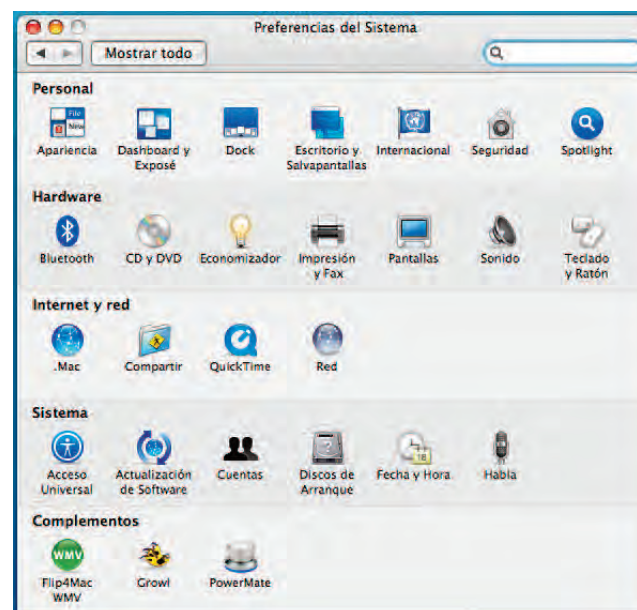 Preferencias del Sistema
Mostrar todo
Personal
Apariencia
Dashboard y Exposé
Dock
Escritorio y Salvapantallas
Internacional
Seguridad
Spotlight
Hardware
Bluetooth
CD y DVD
Economizador
Impresión y Fax
Pantallas
Sonido
Teclado y Ratón
Internet y red
.Mac
Compartir
QuickTime
Red
Sistema
Acceso Universal
Actualización de Software
Cuentas
Discos de Arranque
Fecha y Hora
Habla
Complementos
WMV
Flip4Mac WMV
Growl
PowerMate